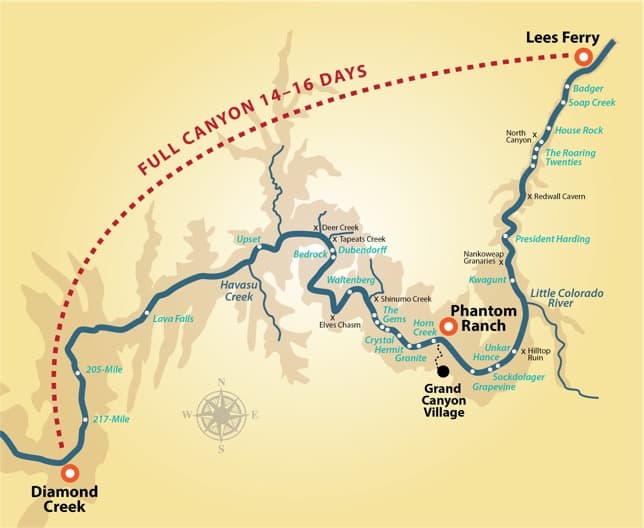 Lees Ferry
FULL CANYON 14–16 DAYS
Badger
Soap Creek
House Rock
North
Canyon
X
The Roaring
Twenties
X Redwall Cavern
President Harding
Nankoweap
Granaries
X
Kwagunt
Little Colorado
River
X Deer Creek
X Tapeats Creek
Upset
Bedrock
Dubendorff
Havasu
Creek
Waltenberg
X Shinumo Creek
X
Elves Chasm
The
Gems
Crystal
Hermit
Granite
Horn
Creek
Phantom
Ranch
Unkar
Hance
X Hilltop
Ruin
Sockdolager
Grapevine
Grand
Canyon
Village
Lava Falls
205-Mile
217-Mile
N
W
E
S
Diamond
Creek